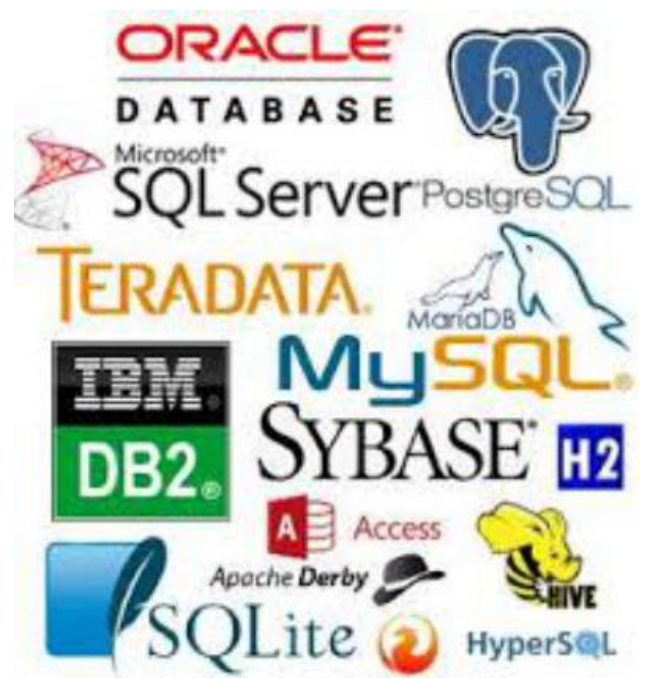 ORACLE
DATABASE
Microsoft
SQL Server
PostgreSQL
TERADATA
MariaDB
MySQL
IBM
DB2
SYBASE
H2
A Access
Apache Derby
HIVE
SQLite
HyperSQL